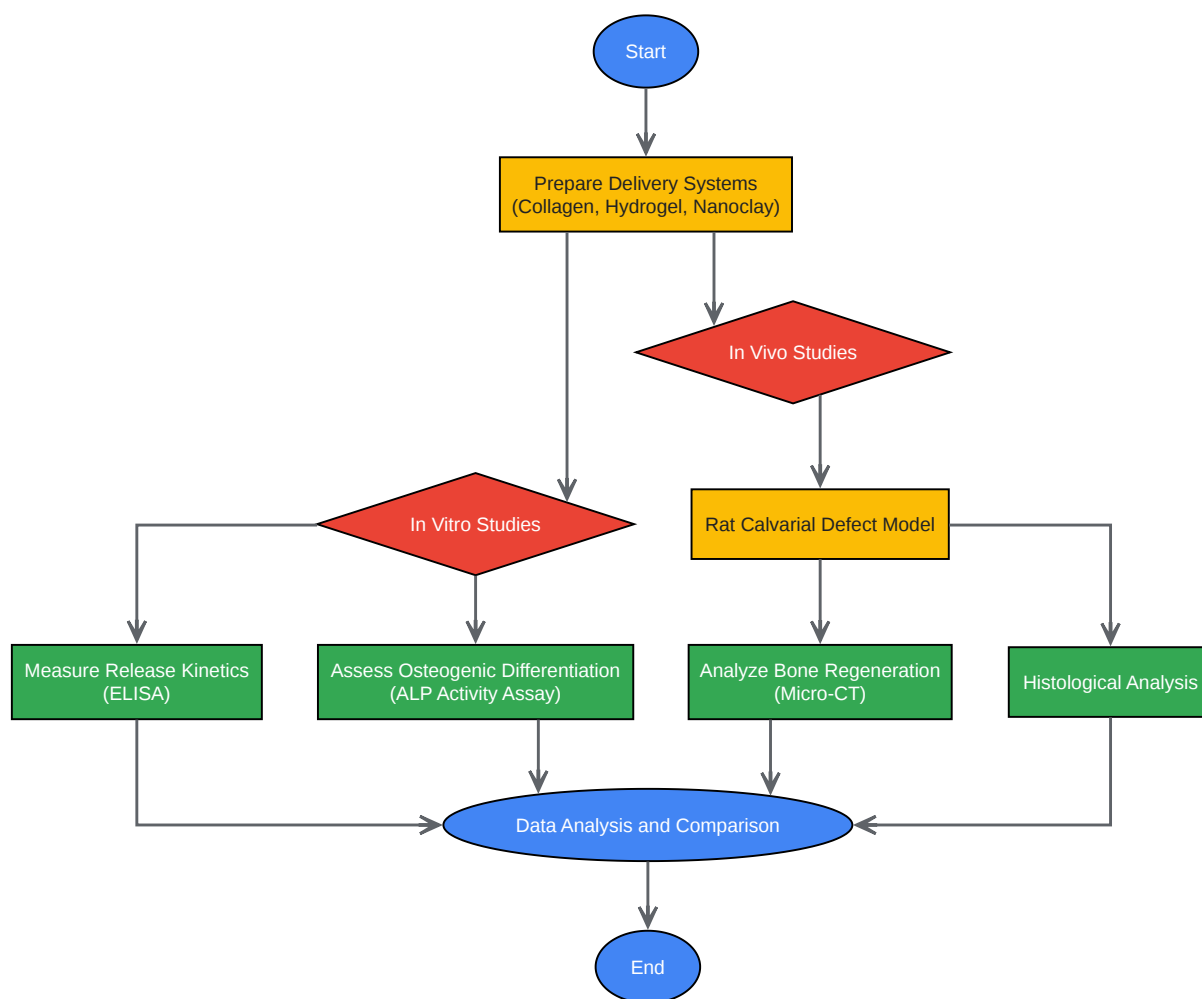 Start
Prepare Delivery Systems
(Collagen, Hydrogel, Nanoclay)
In Vivo Studies
In Vitro Studies
Rat Calvarial Defect Model
Measure Release Kinetics
(ELISA)
Assess Osteogenic Differentiation
(ALP Activity Assay)
Analyze Bone Regeneration
(Micro-CT)
Histological Analysis
Data Analysis and Comparison
End